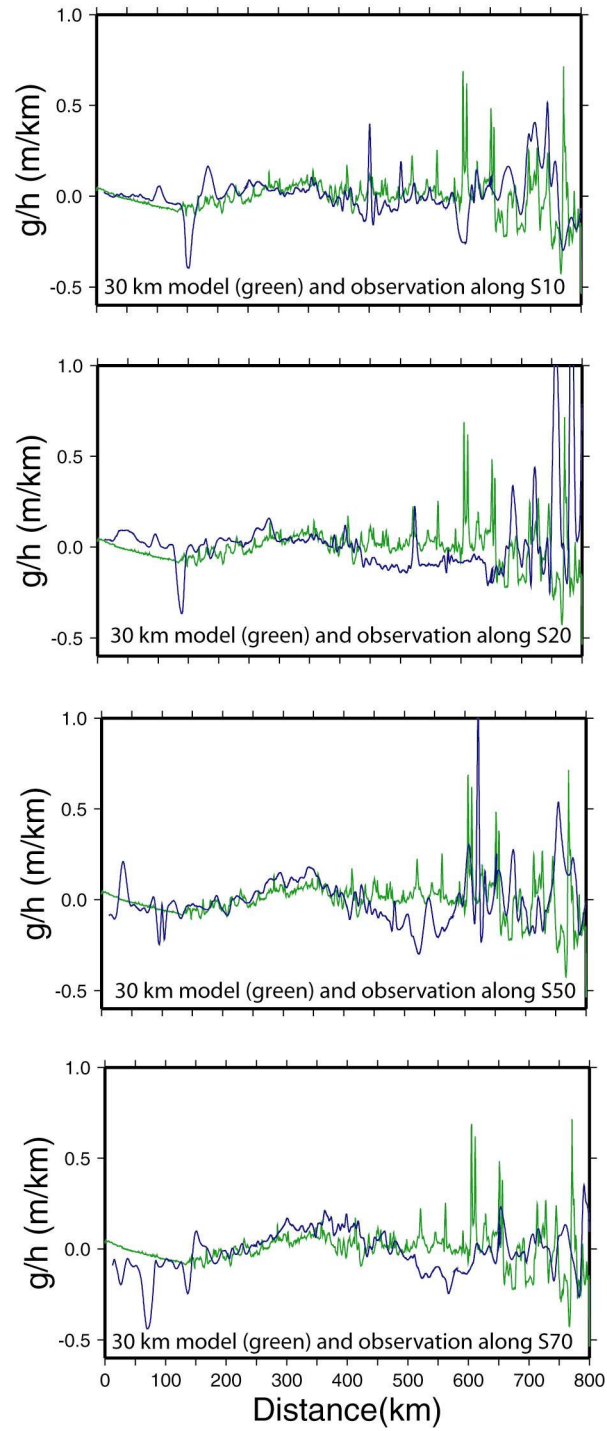 1.0
0.5
0.0
-0.5
g/h (m/km)
30 km model (green) and observation along S10
1.0
0.5
0.0
-0.5
g/h (m/km)
30 km model (green) and observation along S20
1.0
0.5
0.0
-0.5
g/h (m/km)
30 km model (green) and observation along S50
1.0
0.5
0.0
-0.5
g/h (m/km)
30 km model (green) and observation along S70
0 100 200 300 400 500 600 700 800
Distance(km)